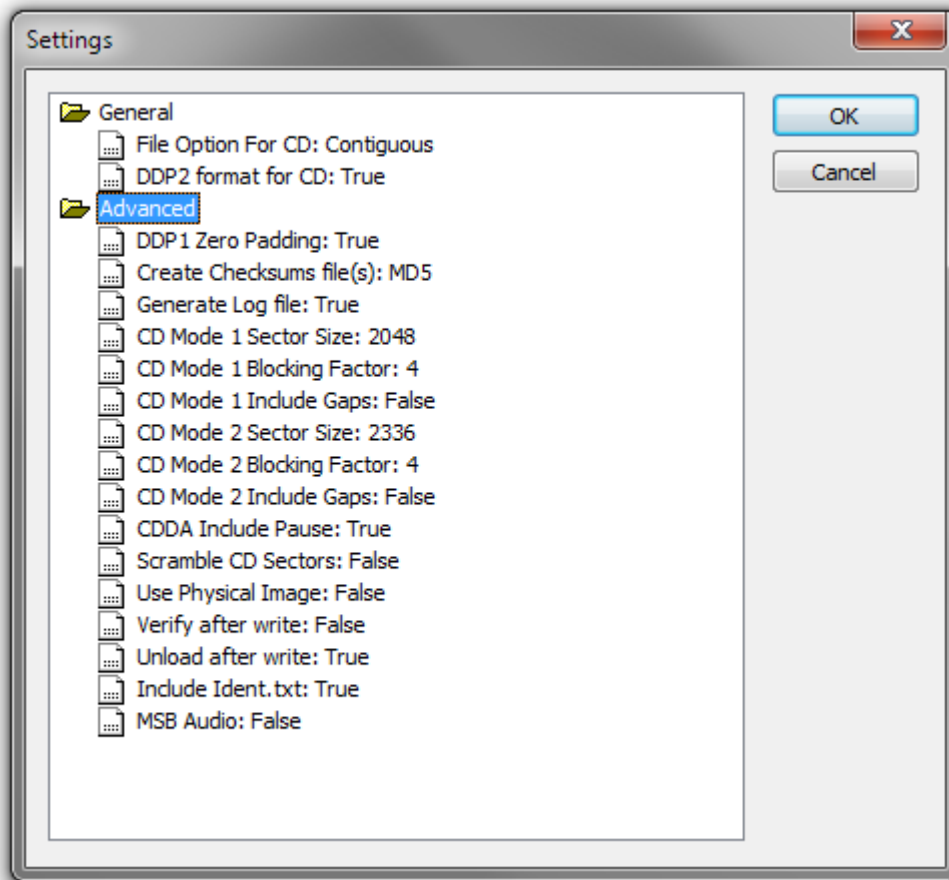 Settings
General
File Option For CD: Contiguous
DDP2 format for CD: True
Advanced
DDP1 Zero Padding: True
Create Checksums file(s): MD5
Generate Log file: True
CD Mode 1 Sector Size: 2048
CD Mode 1 Blocking Factor: 4
CD Mode 1 Include Gaps: False
CD Mode 2 Sector Size: 2336
CD Mode 2 Blocking Factor: 4
CD Mode 2 Include Gaps: False
CDDA Include Pause: True
Scramble CD Sectors: False
Use Physical Image: False
Verify after write: False
Unload after write: True
Include Ident.txt: True
MSB Audio: False
OK
Cancel